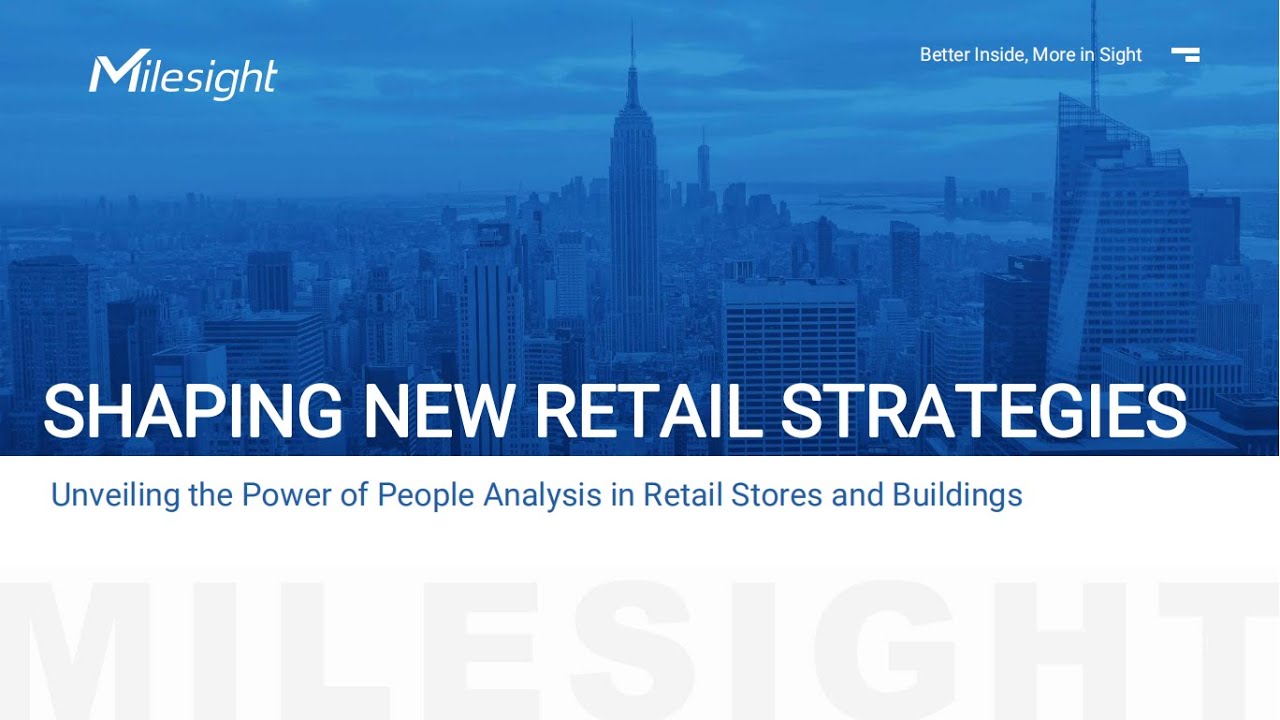 Milesight
Better Inside, More in Sight
SHAPING NEW RETAIL STRATEGIES
Unveiling the Power of People Analysis in Retail Stores and Buildings
MILESIGHT